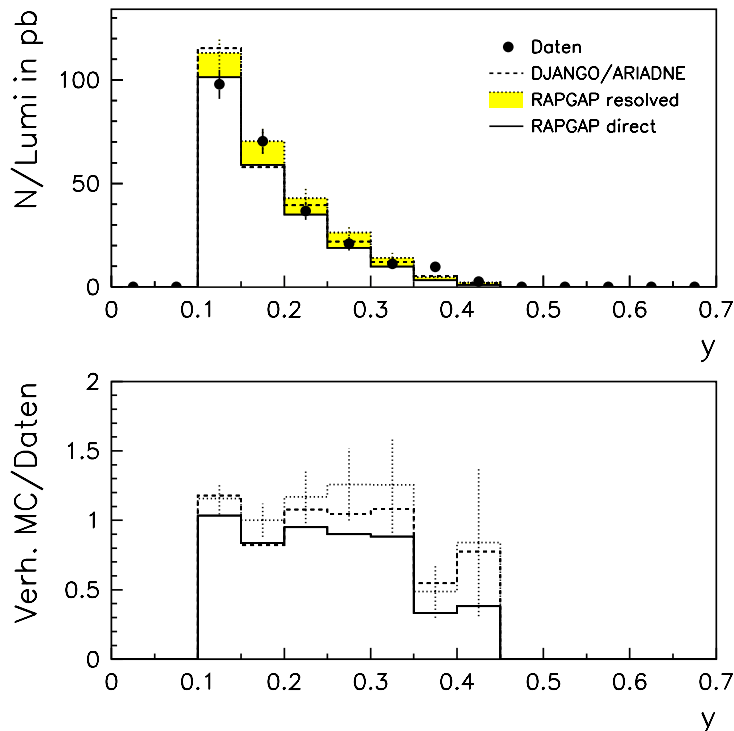 N/Lumi in pb
100
50
0
Daten
DJANGO/ARIADNE
RAPGAP resolved
RAPGAP direct
0 0.1 0.2 0.3 0.4 0.5 0.6 0.7
y
Verh. MC/Daten
2
1.5
1
0.5
0
0 0.1 0.2 0.3 0.4 0.5 0.6 0.7
y